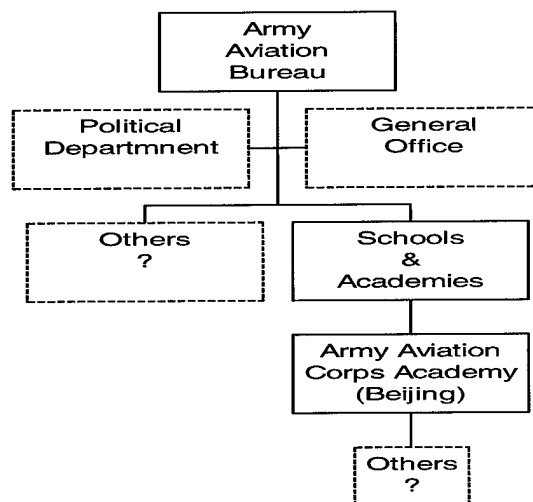 Army
Aviation
Bureau
Political
Departmnent
General
Office
Others
?
Schools
&
Academies
Army Aviation
Corps Academy
(Beijing)
Others
?